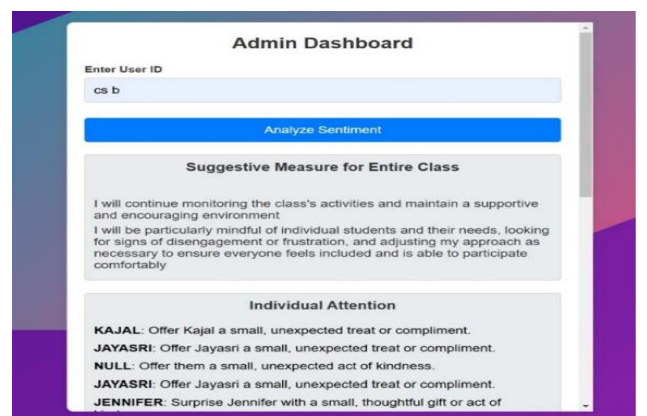 Admin Dashboard
Enter User ID
cs b
Analyze Sentiment
Suggestive Measure for Entire Class
I will continue monitoring the class's activities and maintain a supportive
and encouraging environment
I will be particularly mindful of individual students and their needs, looking
for signs of disengagement or frustration, and adjusting my approach as
necessary to ensure everyone feels included and is able to participate
comfortably
Individual Attention
KAJAL: Offer Kajal a small, unexpected treat or compliment.
JAYASRI: Offer Jayasri a small, unexpected treat or compliment.
NULL: Offer them a small, unexpected act of kindness.
JAYASRI: Offer Jayasri a small, unexpected treat or compliment.
JENNIFER: Surprise Jennifer with a small, thoughtful gift or act of